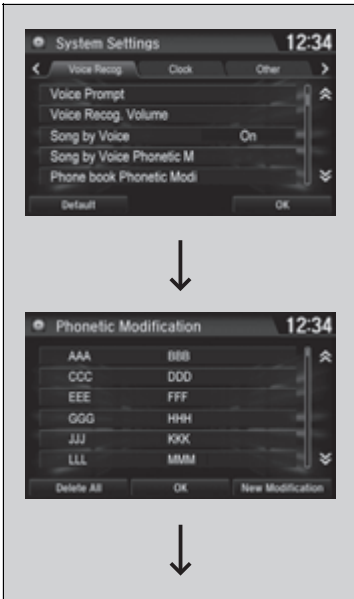 System Settings 12:34
Voice Recog Clock Other
Voice Prompt
Voice Recog. Volume
Song by Voice On
Song by Voice Phonetic M
Phone book Phonetic Modi
Default OK
Phonetic Modification 12:34
AAA BBB
CCC DDD
EEE FFF
GGG HHH
JJJ KKK
LLL MMM
Delete All OK New Modification